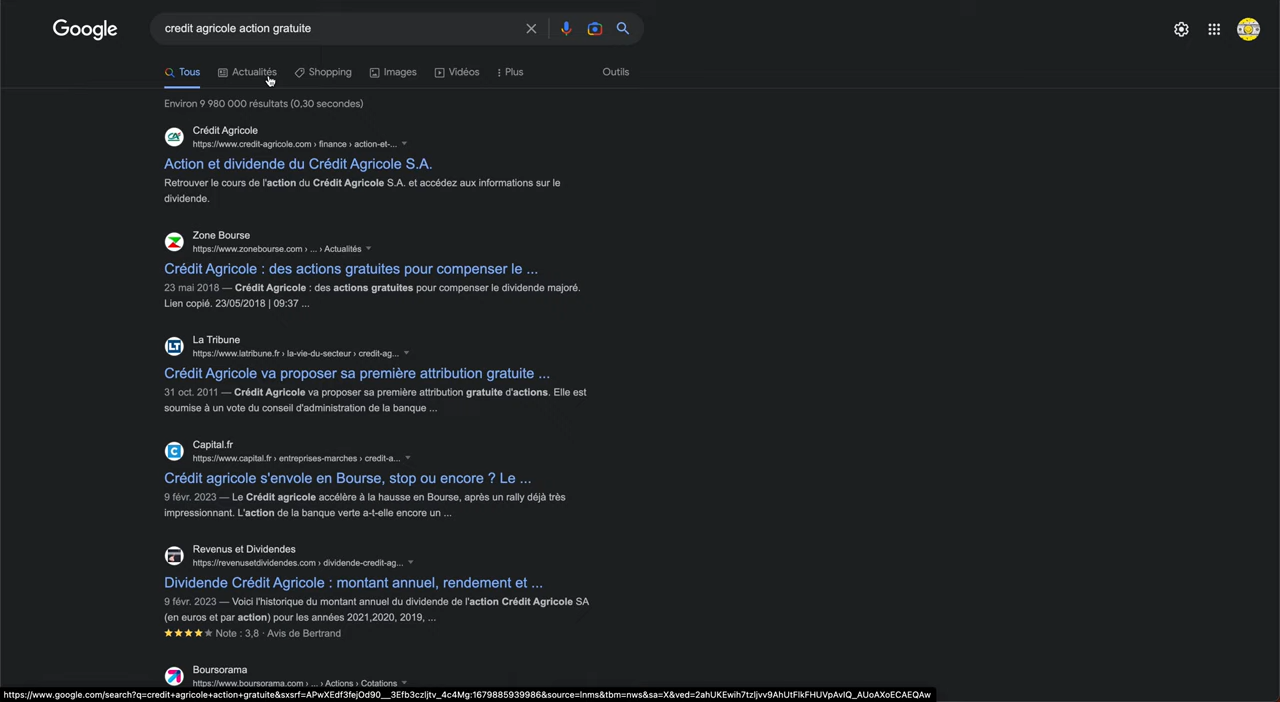 Google
credit agricole action gratuite
Tous
Actualités
Shopping
Images
Vidéos
Plus
Outils
Environ 9 980 000 résultats (0,30 secondes)
Crédit Agricole
https://www.credit-agricole.com › finance › action-et-...
Action et dividende du Crédit Agricole S.A.
Retrouver le cours de l'action du Crédit Agricole S.A. et accédez aux informations sur le
dividende.
Zone Bourse
https://www.zonebourse.com › ... › Actualités
Crédit Agricole : des actions gratuites pour compenser le ...
23 mai 2018 — Crédit Agricole : des actions gratuites pour compenser le dividende majoré.
Lien copié. 23/05/2018 | 09:37 ...
LT
La Tribune
https://www.latribune.fr › la-vie-du-secteur › credit-ag...
Crédit Agricole va proposer sa première attribution gratuite ...
31 oct. 2011 — Crédit Agricole va proposer sa première attribution gratuite d'actions. Elle est
soumise à un vote du conseil d'administration de la banque ...
C
Capital.fr
https://www.capital.fr › entreprises-marches › credit-a...
Crédit agricole s'envole en Bourse, stop ou encore ? Le ...
9 févr. 2023 — Le Crédit agricole accélère à la hausse en Bourse, après un rally déjà très
impressionnant. L'action de la banque verte a-t-elle encore un ...
Revenus et Dividendes
https://revenusetdividendes.com › dividende-credit-ag...
Dividende Crédit Agricole : montant annuel, rendement et ...
9 févr. 2023 — Voici l'historique du montant annuel du dividende de l'action Crédit Agricole SA
(en euros et par action) pour les années 2021,2020, 2019, ...
Note : 3,8 · Avis de Bertrand
Boursorama
https://www.boursorama.com › ... › Actions › Cotations